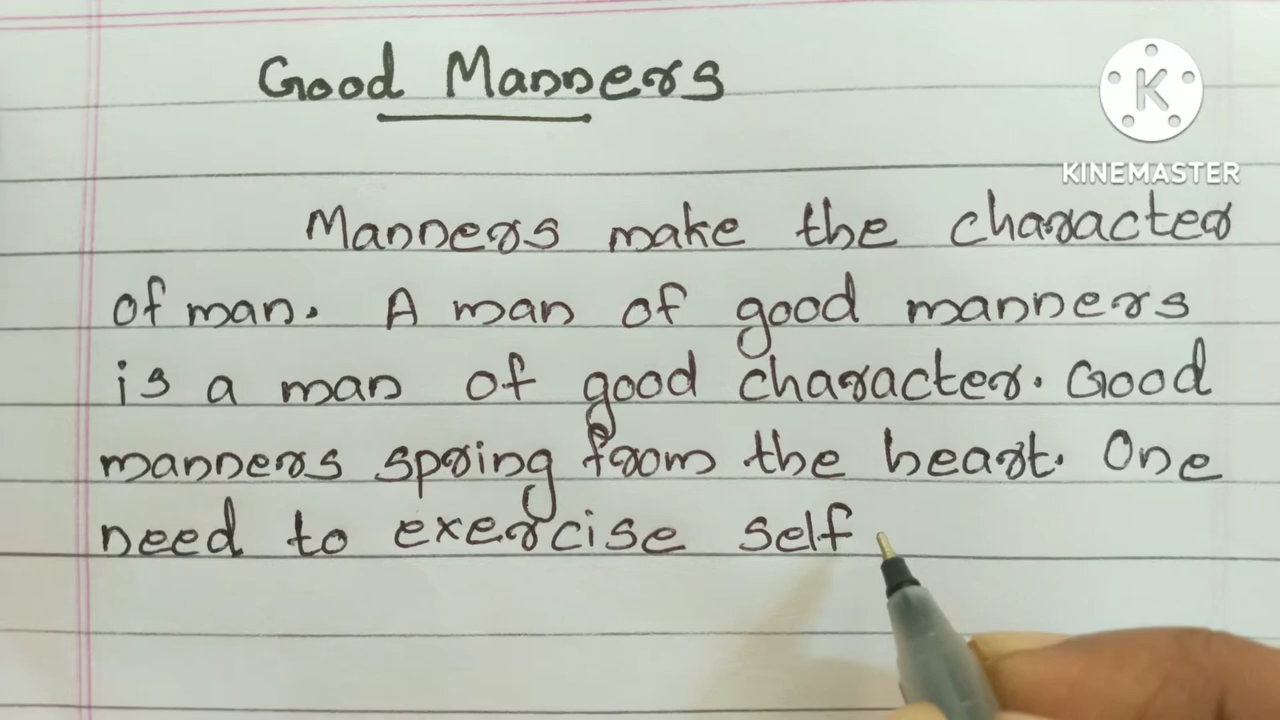 Good Manners
K
KINEMASTER
Manners make the character
of man. A man of good manners
is a man of good character. Good
manners spring from the heart. One
need to exercise self